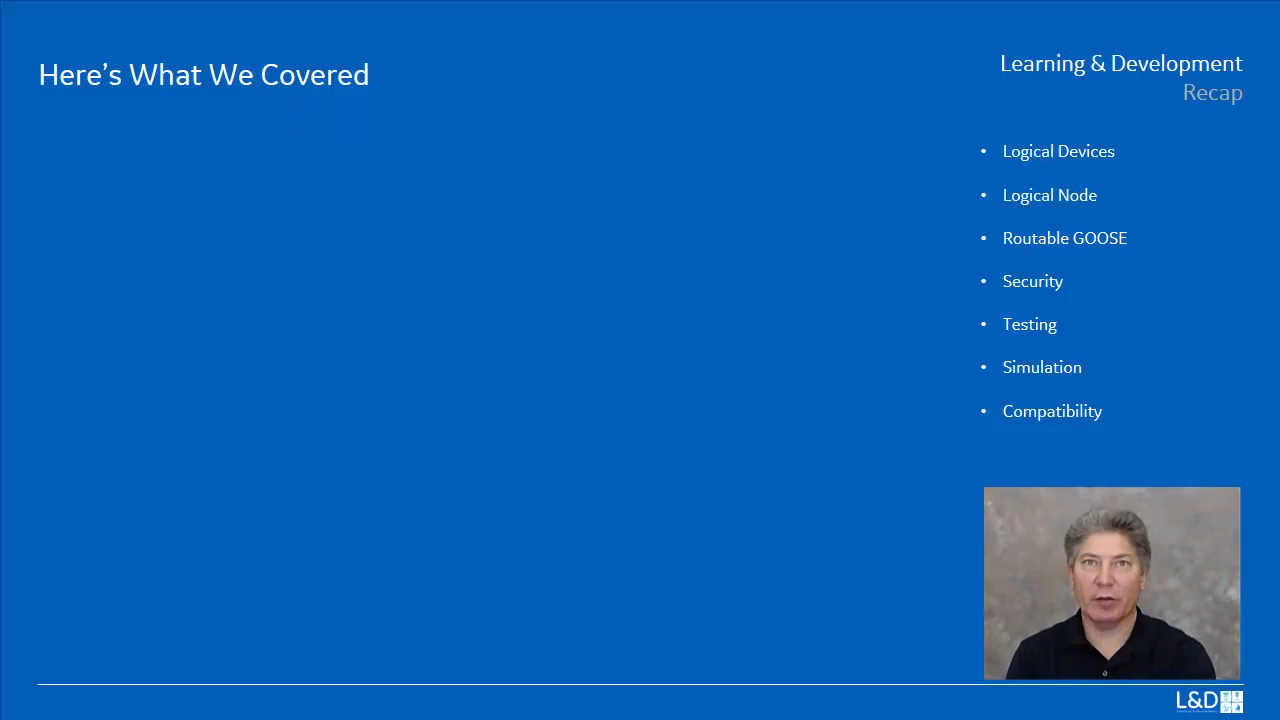 Here's What We Covered
Learning & Development
Recap
• Logical Devices
• Logical Node
• Routable GOOSE
• Security
• Testing
• Simulation
• Compatibility
L&D